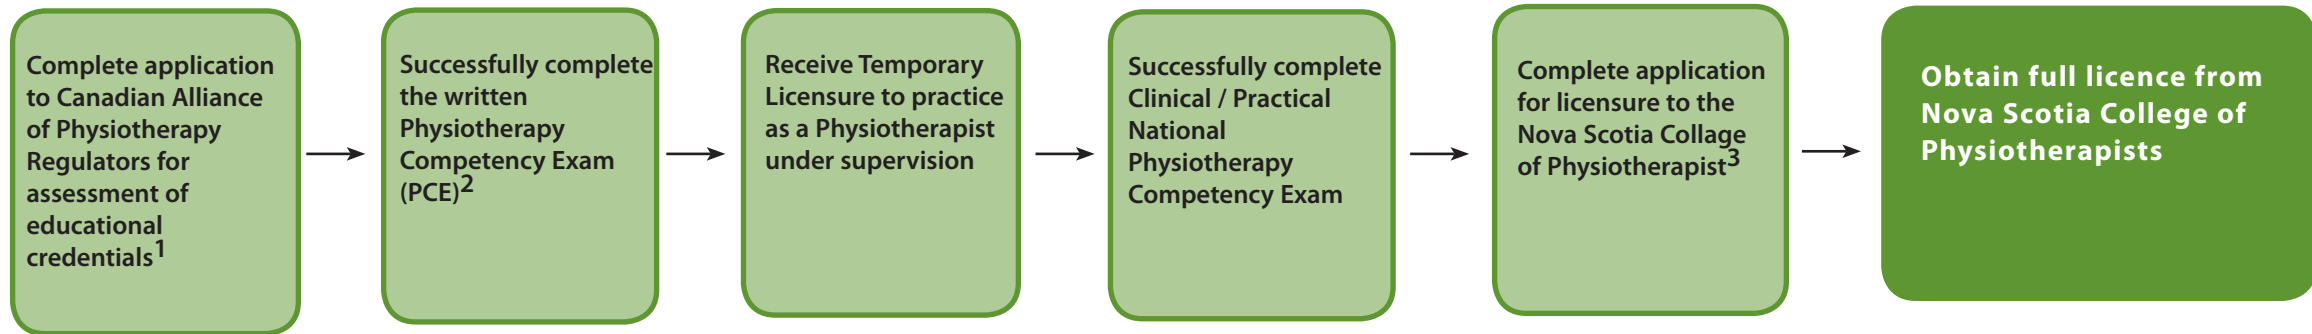 Complete application
to Canadian Alliance
of Physiotherapy
Regulators for
assessment of
educational
credentials1
Successfully complete
the written
Physiotherapy
Competency Exam
(PCE)2
Receive Temporary
Licensure to practice
as a Physiotherapist
under supervision
Successfully complete
Clinical / Practical
National
Physiotherapy
Competency Exam
Complete application
for licensure to the
Nova Scotia Collage
of Physiotherapist3
Obtain full licence from
Nova Scotia College of
Physiotherapists